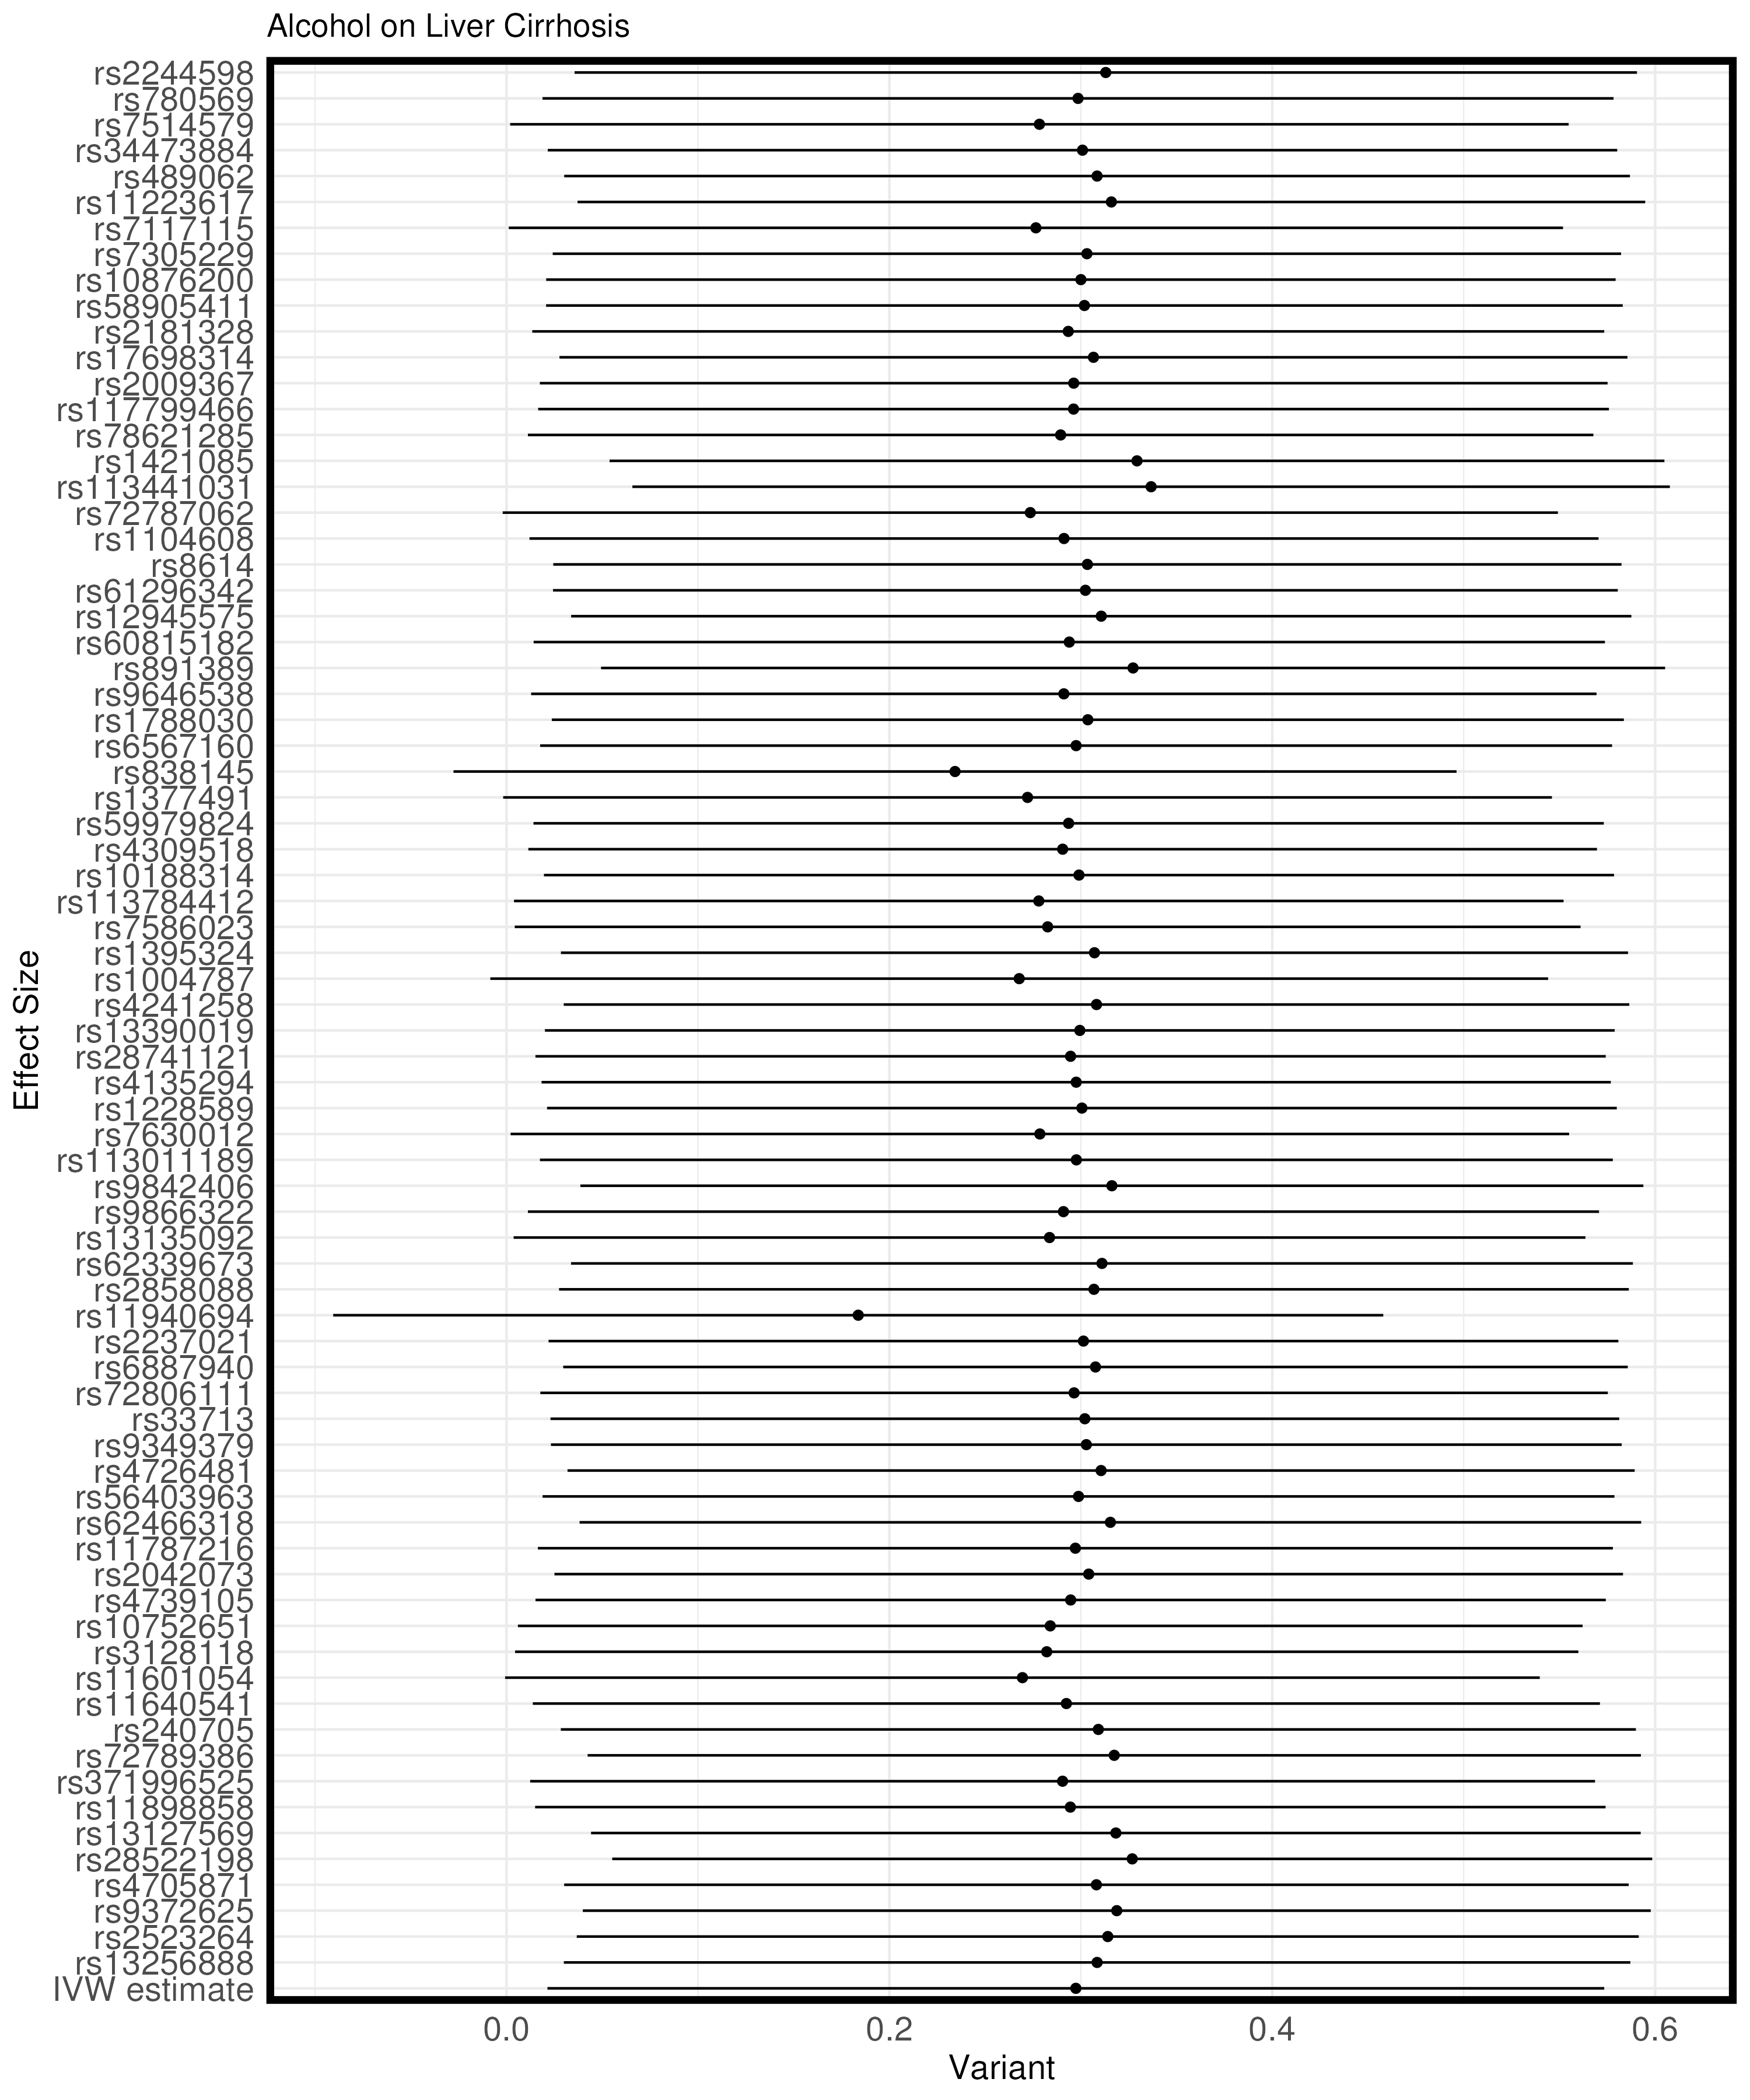 Alcohol on Liver Cirrhosis
rs2244598
rs780569
rs7514579
rs34473884
rs489062
rs11223617
rs7117115
rs7305229
rs10876200
rs58905411
rs2181328
rs17698314
rs2009367
rs117799466
rs78621285
rs1421085
rs113441031
rs72787062
rs1104608
rs8614
rs61296342
rs12945575
rs60815182
rs891389
rs9646538
rs1788030
rs6567160
rs838145
rs1377491
rs59979824
rs4309518
rs10188314
rs113784412
rs7586023
rs1395324
rs1004787
rs4241258
rs13390019
rs28741121
rs4135294
rs1228589
rs7630012
rs113011189
rs9842406
rs9866322
rs13135092
rs62339673
rs2858088
rs11940694
rs2237021
rs6887940
rs72806111
rs33713
rs9349379
rs4726481
rs56403963
rs62466318
rs11787216
rs2042073
rs4739105
rs10752651
rs3128118
rs11601054
rs11640541
rs240705
rs72789386
rs371996525
rs11898858
rs13127569
rs28522198
rs4705871
rs9372625
rs2523264
rs13256888
IVW estimate
Effect Size
0.0 0.2 0.4 0.6
Variant